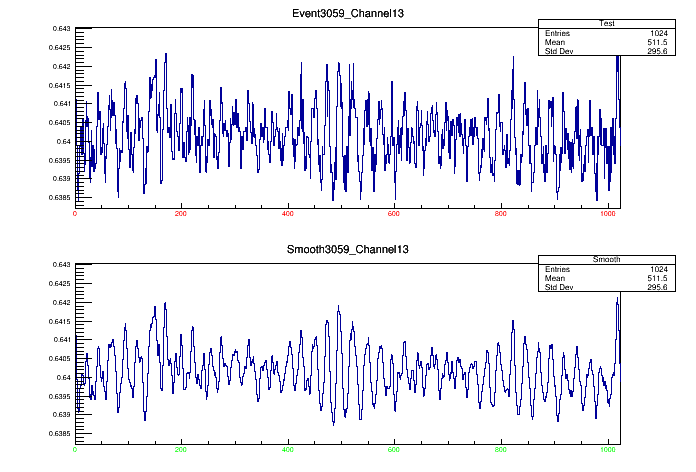 Event3059_Channel13
Test
Entries 1024
Mean 511.5
Std Dev 295.6
0.643
0.6425
0.642
0.6415
0.641
0.6405
0.64
0.6395
0.639
0.6385
0 200 400 600 800 1000
Smooth3059_Channel13
Smooth
Entries 1024
Mean 511.5
Std Dev 295.6
0.643
0.6425
0.642
0.6415
0.641
0.6405
0.64
0.6395
0.639
0.6385
0 200 400 600 800 1000